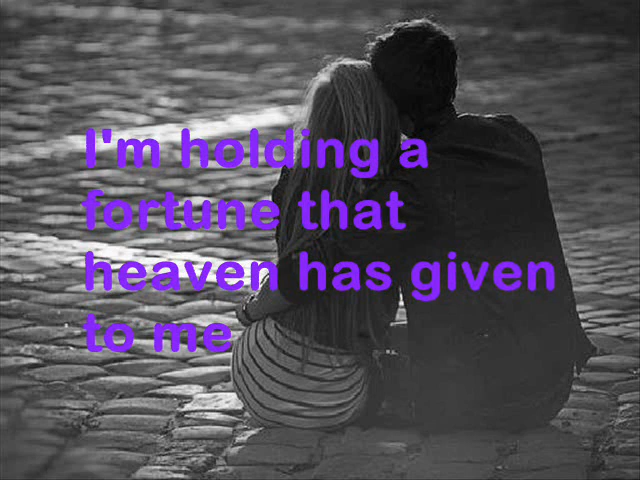 I'm holding a
fortune that
heaven has given
to me